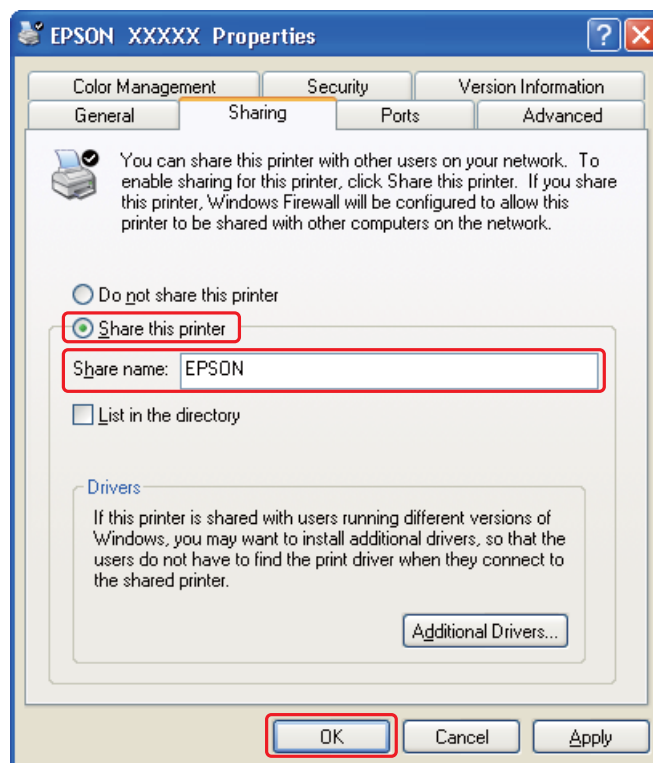 EPSON XXXXX Properties
Color Management Security Version Information
General Sharing Ports Advanced
You can share this printer with other users on your network. To
enable sharing for this printer, click Share this printer. If you share
this printer, Windows Firewall will be configured to allow this
printer to be shared with other computers on the network.
Do not share this printer
Share this printer
Share name: EPSON
List in the directory
Drivers
If this printer is shared with users running different versions of
Windows, you may want to install additional drivers, so that the
users do not have to find the print driver when they connect to
the shared printer.
Additional Drivers...
OK Cancel Apply